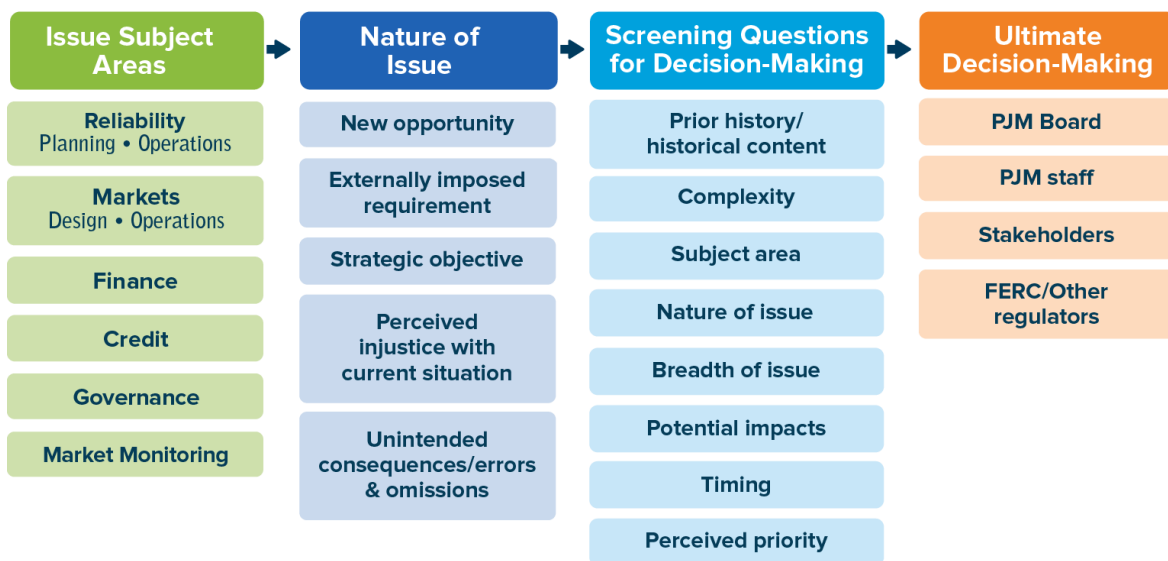 Issue Subject
Areas
Reliability
Planning • Operations
Markets
Design • Operations
Finance
Credit
Governance
Market Monitoring
Nature of
Issue
New opportunity
Externally imposed
requirement
Strategic objective
Perceived
injustice with
current situation
Unintended
consequences/errors
& omissions
Screening Questions
for Decision-Making
Prior history/
historical content
Complexity
Subject area
Nature of issue
Breadth of issue
Potential impacts
Timing
Perceived priority
Ultimate
Decision-Making
PJM Board
PJM staff
Stakeholders
FERC/Other
regulators